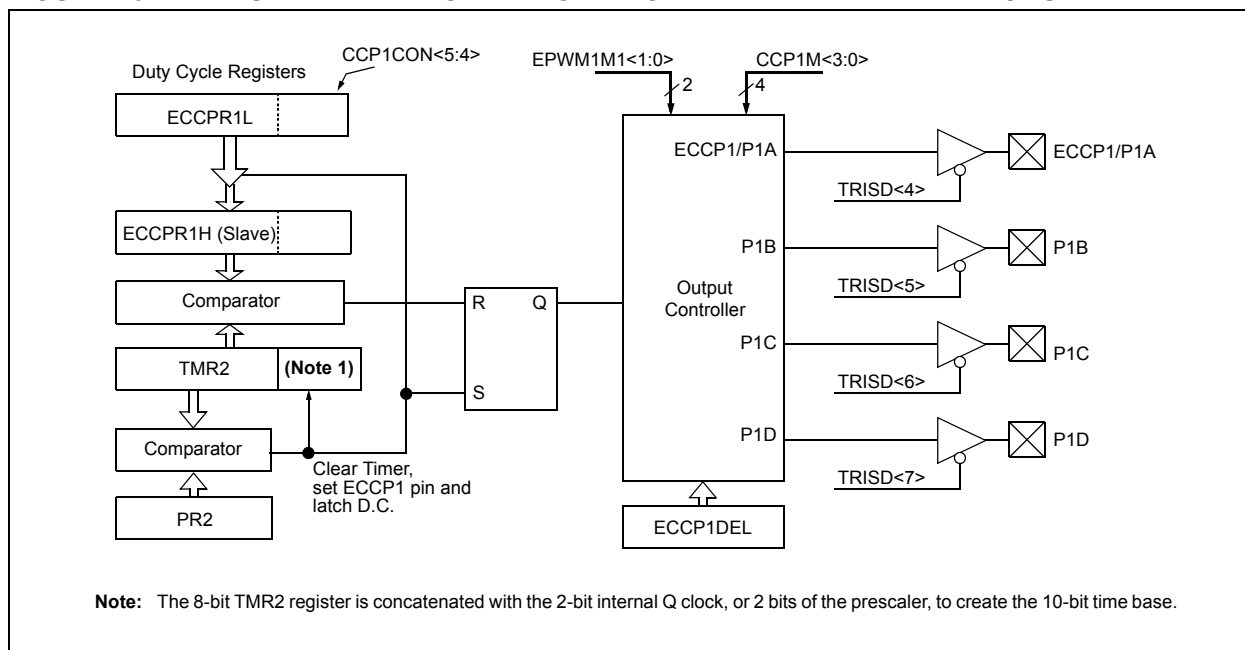 CCP1CON<5:4>
Duty Cycle Registers
EPWM1M1<1:0>
CCP1M<3:0>
2
4
ECCPR1L
ECCP1/P1A
ECCP1/P1A
TRISD<4>
ECCPR1H (Slave)
P1B
P1B
Comparator
R
Q
Output
Controller
TRISD<5>
TMR2
(Note 1)
P1C
P1C
S
TRISD<6>
Comparator
P1D
P1D
Clear Timer,
set ECCP1 pin and
latch D.C.
TRISD<7>
PR2
ECCP1DEL
Note: The 8-bit TMR2 register is concatenated with the 2-bit internal Q clock, or 2 bits of the prescaler, to create the 10-bit time base.